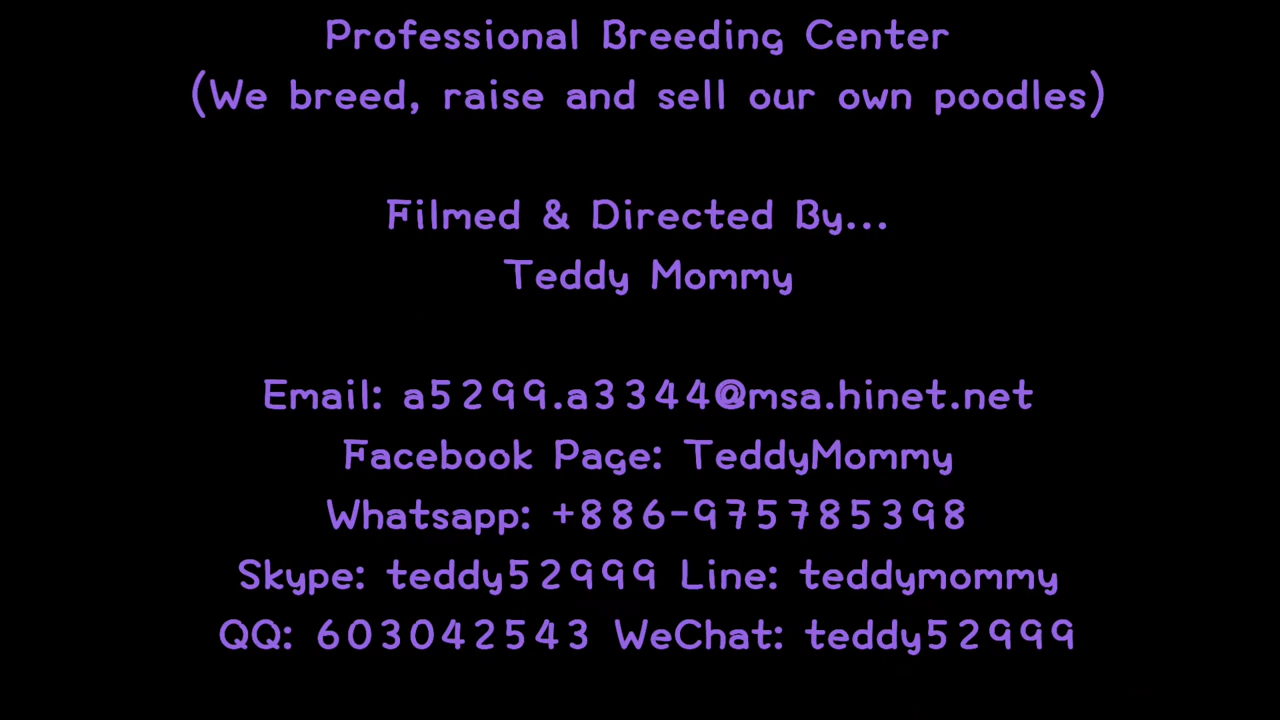 Professional Breeding Center
(We breed, raise and sell our own poodles)
Filmed & Directed By...
Teddy Mommy
Email: a5299.a3344@msa.hinet.net
Facebook Page: TeddyMommy
Whatsapp: +886-975785398
Skype: teddy52999 Line: teddymommy
QQ: 603042543 WeChat: teddy52999